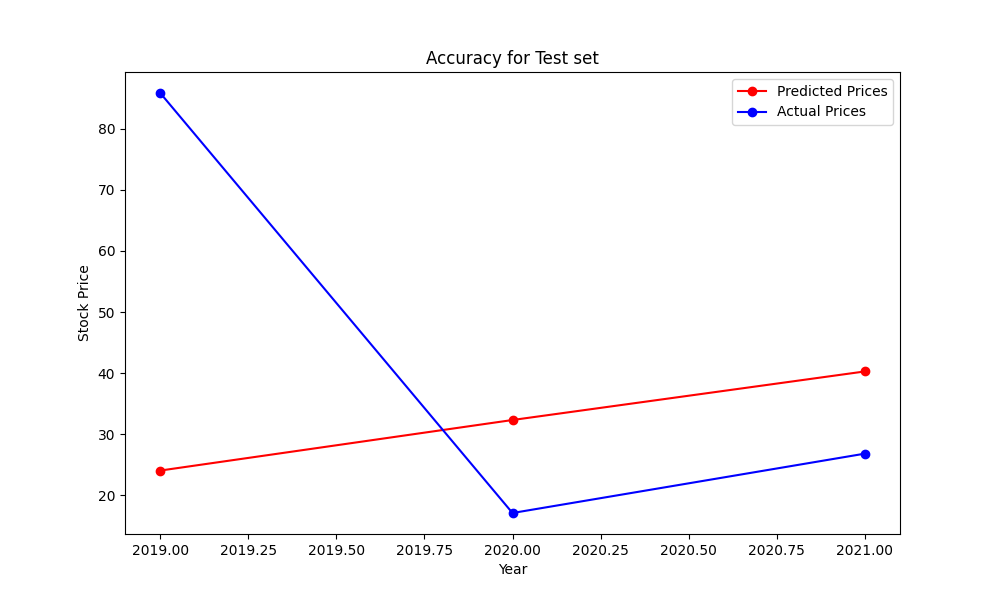 Accuracy for Test set
Predicted Prices
Actual Prices
80
70
60
50
40
30
20
Stock Price
2019.00 2019.25 2019.50 2019.75 2020.00 2020.25 2020.50 2020.75 2021.00
Year